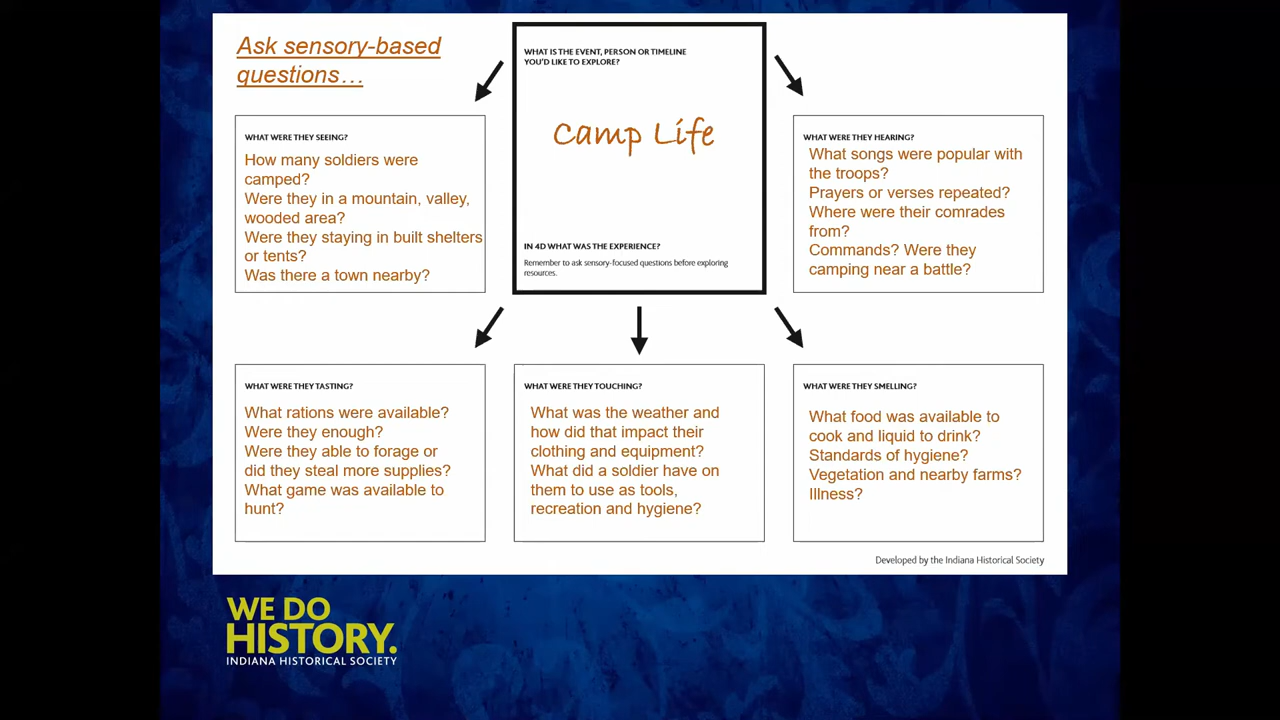 Ask sensory-based
questions…
WHAT IS THE EVENT, PERSON OR TIMELINE
YOU'D LIKE TO EXPLORE?
Camp Life
IN 4D WHAT WAS THE EXPERIENCE?
Remember to ask sensory-focused questions before exploring
resources.
WHAT WERE THEY SEEING?
How many soldiers were
camped?
Were they in a mountain, valley,
wooded area?
Were they staying in built shelters
or tents?
Was there a town nearby?
WHAT WERE THEY HEARING?
What songs were popular with
the troops?
Prayers or verses repeated?
Where were their comrades
from?
Commands? Were they
camping near a battle?
WHAT WERE THEY TASTING?
What rations were available?
Were they enough?
Were they able to forage or
did they steal more supplies?
What game was available to
hunt?
WHAT WERE THEY TOUCHING?
What was the weather and
how did that impact their
clothing and equipment?
What did a soldier have on
them to use as tools,
recreation and hygiene?
WHAT WERE THEY SMELLING?
What food was available to
cook and liquid to drink?
Standards of hygiene?
Vegetation and nearby farms?
Illness?
Developed by the Indiana Historical Society
WE DO
HISTORY.
INDIANA HISTORICAL SOCIETY